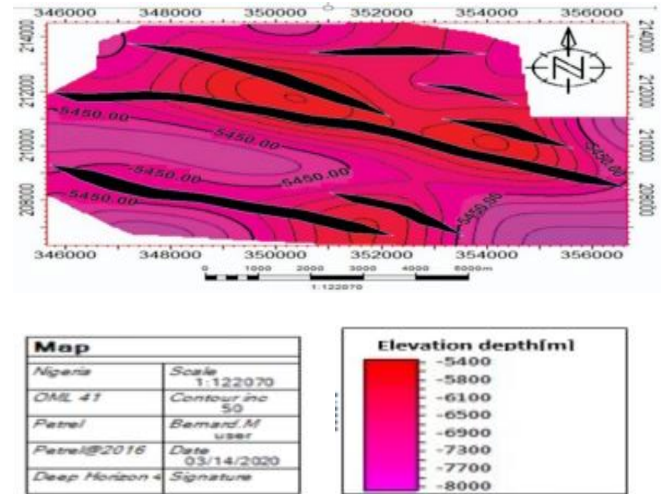 346000 348000 350000 352000 354000 356000
214000 212000 210000 208000
214000 212000 210000 208000
N
-5450.00
-5450.00
-5450.00
-5450.00
-5450.00
-5450.00
-5450.00
346000 348000 350000 352000 354000 356000
0 1000 2000 3000 4000 5000m
1:122070
Map
Nigeria Scale
1:122070
OML 41 Contour inc
50
Petrel Bernard.M
user
Petrel@2016 Date
03/14/2020
Deep Horizon 4 Signature
Elevation depth[m]
-5400
-5800
-6100
-6500
-6900
-7300
-7700
-8000